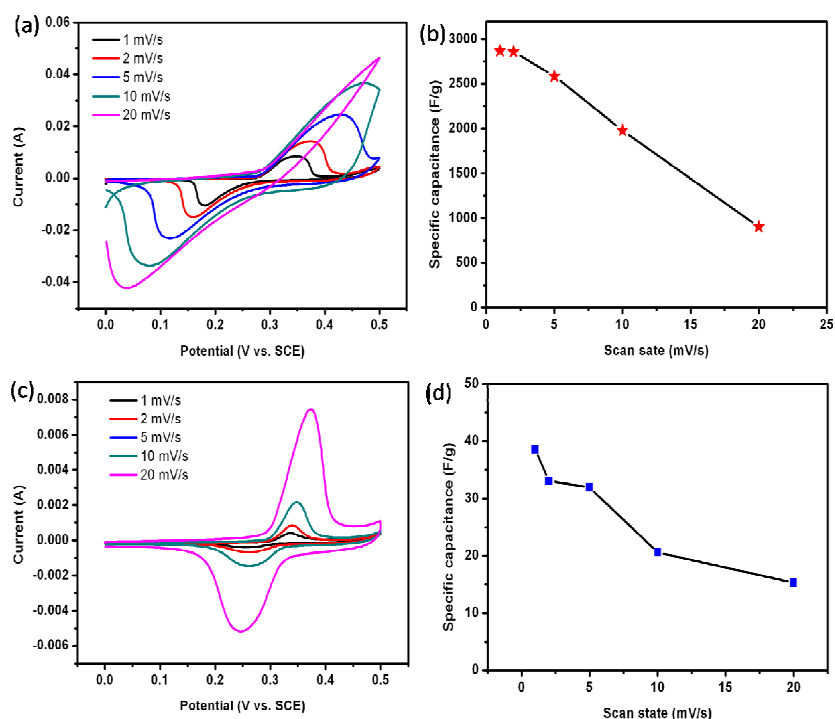 (a)
0.06
0.04
0.02
0.00
-0.02
-0.04
Current (A)
1 mV/s
2 mV/s
5 mV/s
10 mV/s
20 mV/s
0.0 0.1 0.2 0.3 0.4 0.5
Potential (V vs. SCE)
(b)
3000
2500
2000
1500
1000
500
0
Specific capacitance (F/g)
0 5 10 15 20 25
Scan sate (mV/s)
(c)
0.008
0.006
0.004
0.002
0.000
-0.002
-0.004
-0.006
Current (A)
1 mV/s
2 mV/s
5 mV/s
10 mV/s
20 mV/s
0.0 0.1 0.2 0.3 0.4 0.5
Potential (V vs. SCE)
(d)
50
40
30
20
10
0
Specific capacitance (F/g)
0 5 10 15 20
Scan state (mV/s)